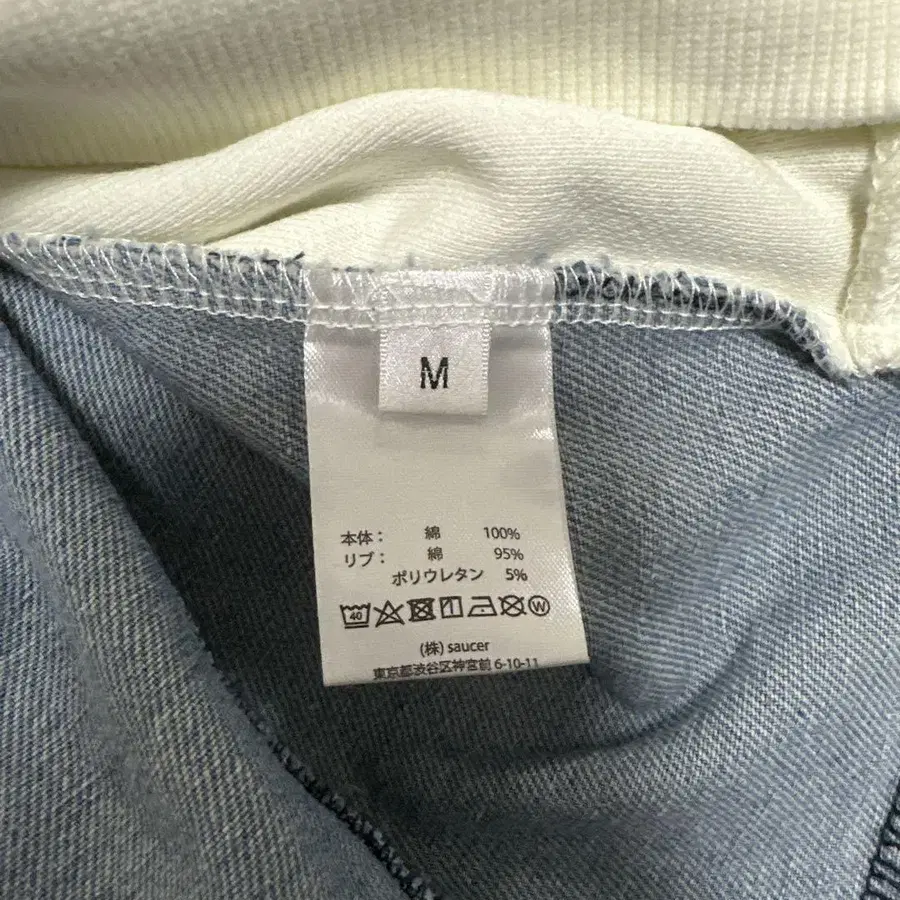 M
本体： 綿 100%
リブ： 綿 95%
ポリウレタン 5%
40 W
(株) saucer
東京都渋谷区神宮前 6-10-11